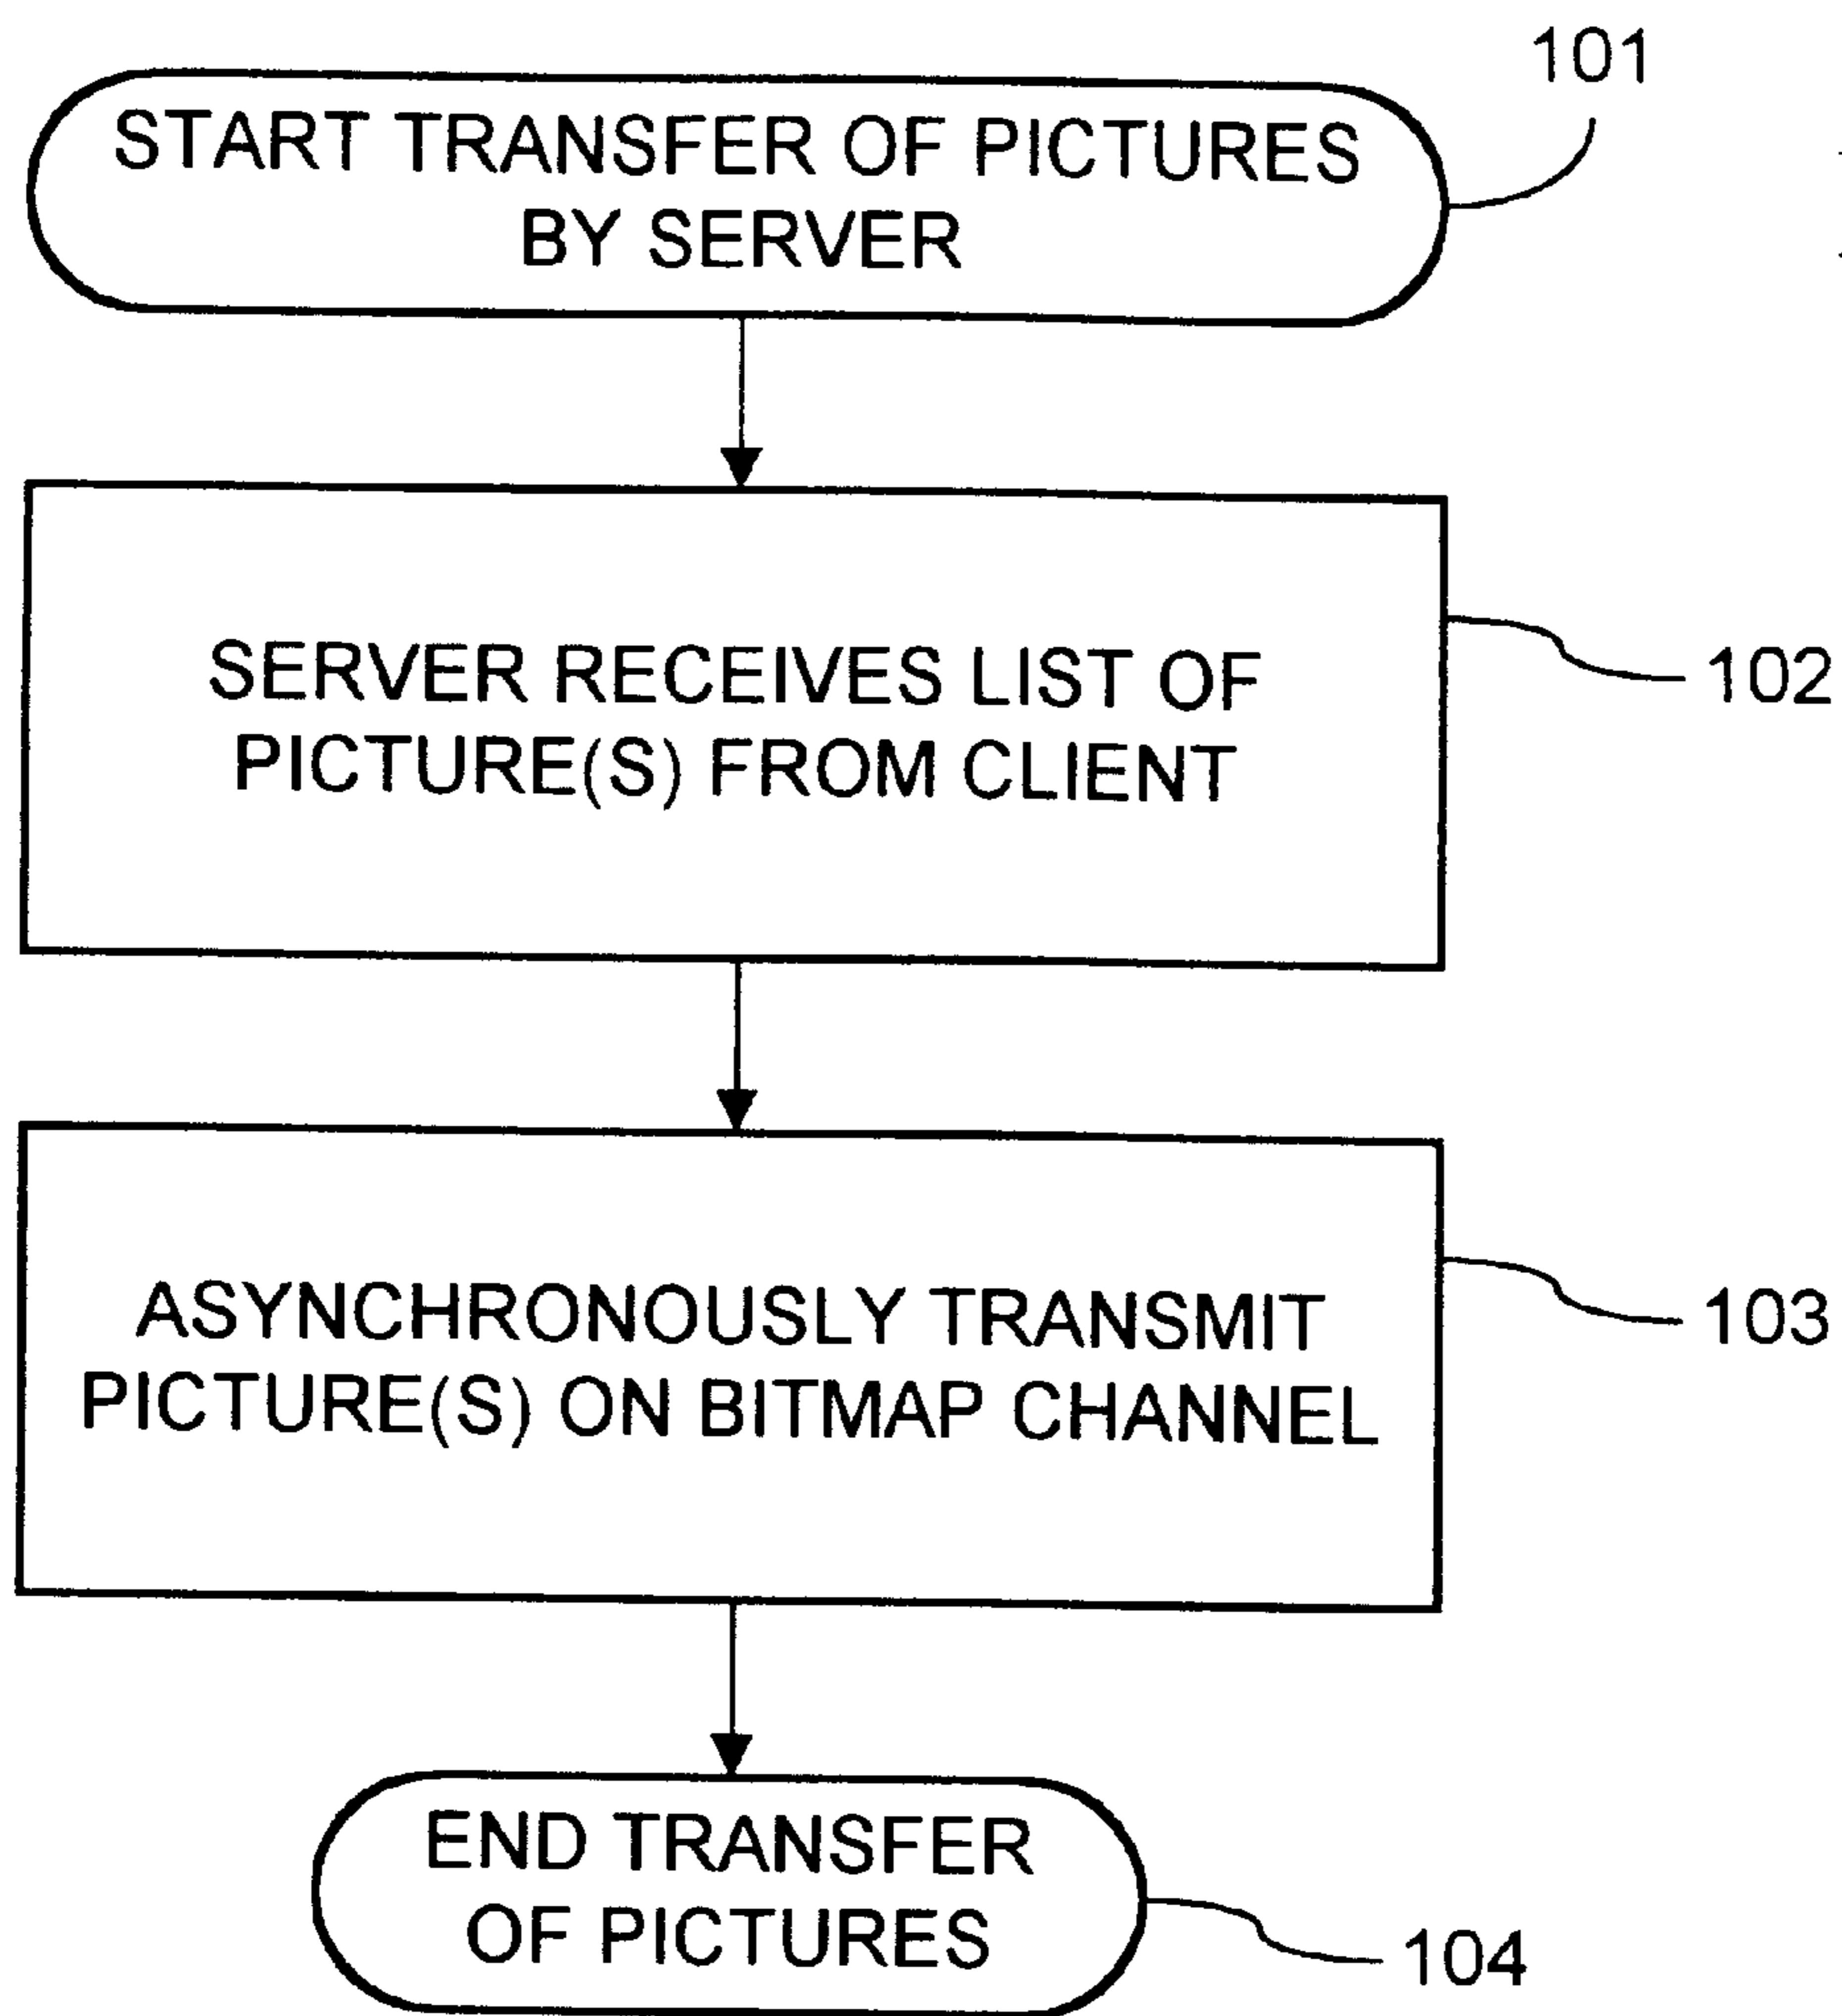 101
START TRANSFER OF PICTURES
BY SERVER
SERVER RECEIVES LIST OF
PICTURE(S) FROM CLIENT
102
ASYNCHRONOUSLY TRANSMIT
PICTURE(S) ON BITMAP CHANNEL
103
END TRANSFER
OF PICTURES
104